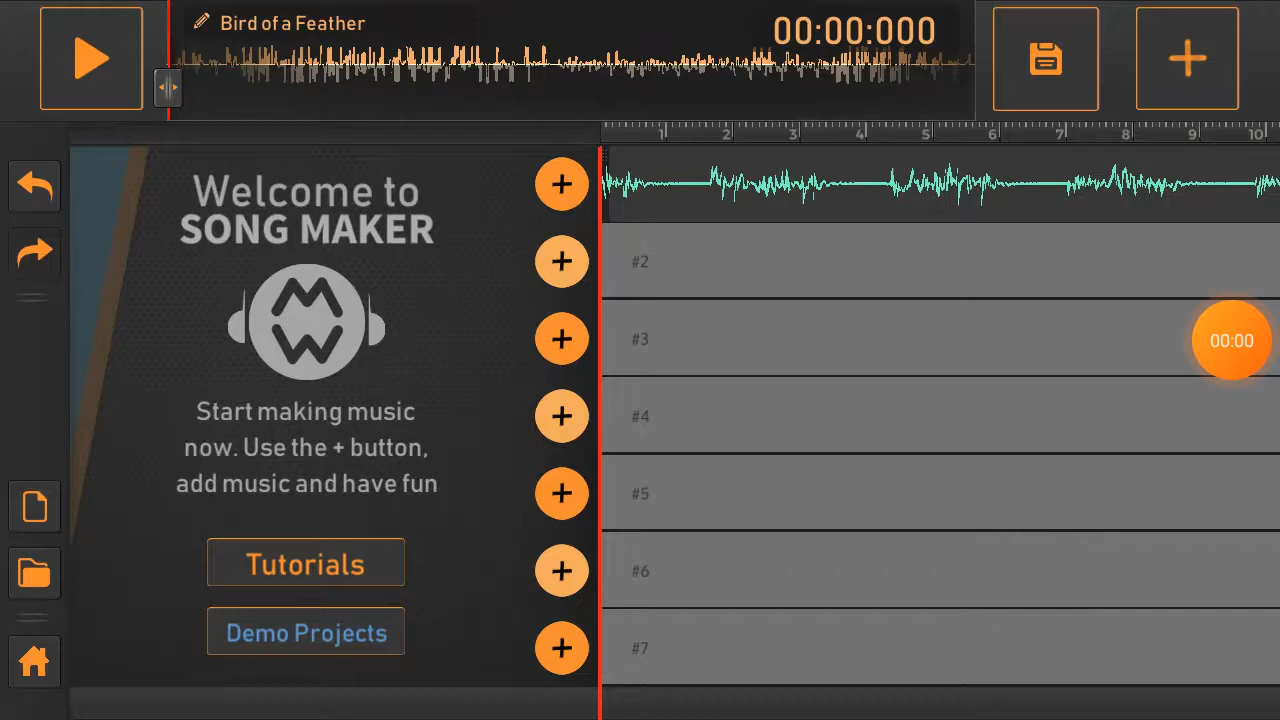 Bird of a Feather
00:00:000
1 2 3 4 5 6 7 8 9 10
Welcome to
SONG MAKER
Start making music
now. Use the + button,
add music and have fun
Tutorials
Demo Projects
#2
#3
#4
#5
#6
#7
00:00